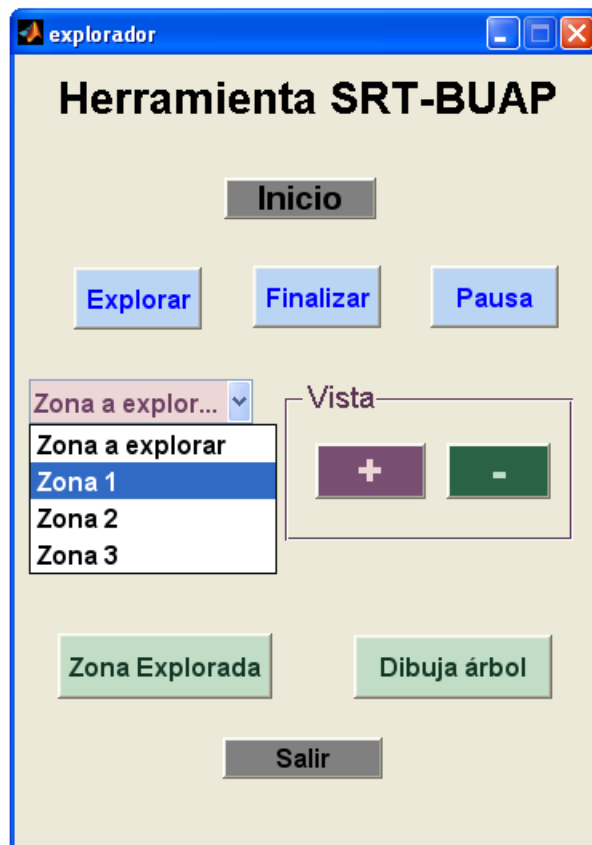 explorador
Herramienta SRT-BUAP
Inicio
Explorar
Finalizar
Pausa
Zona a explor...
Zona a explorar
Zona 1
Zona 2
Zona 3
Vista
+
-
Zona Explorada
Dibuja árbol
Salir